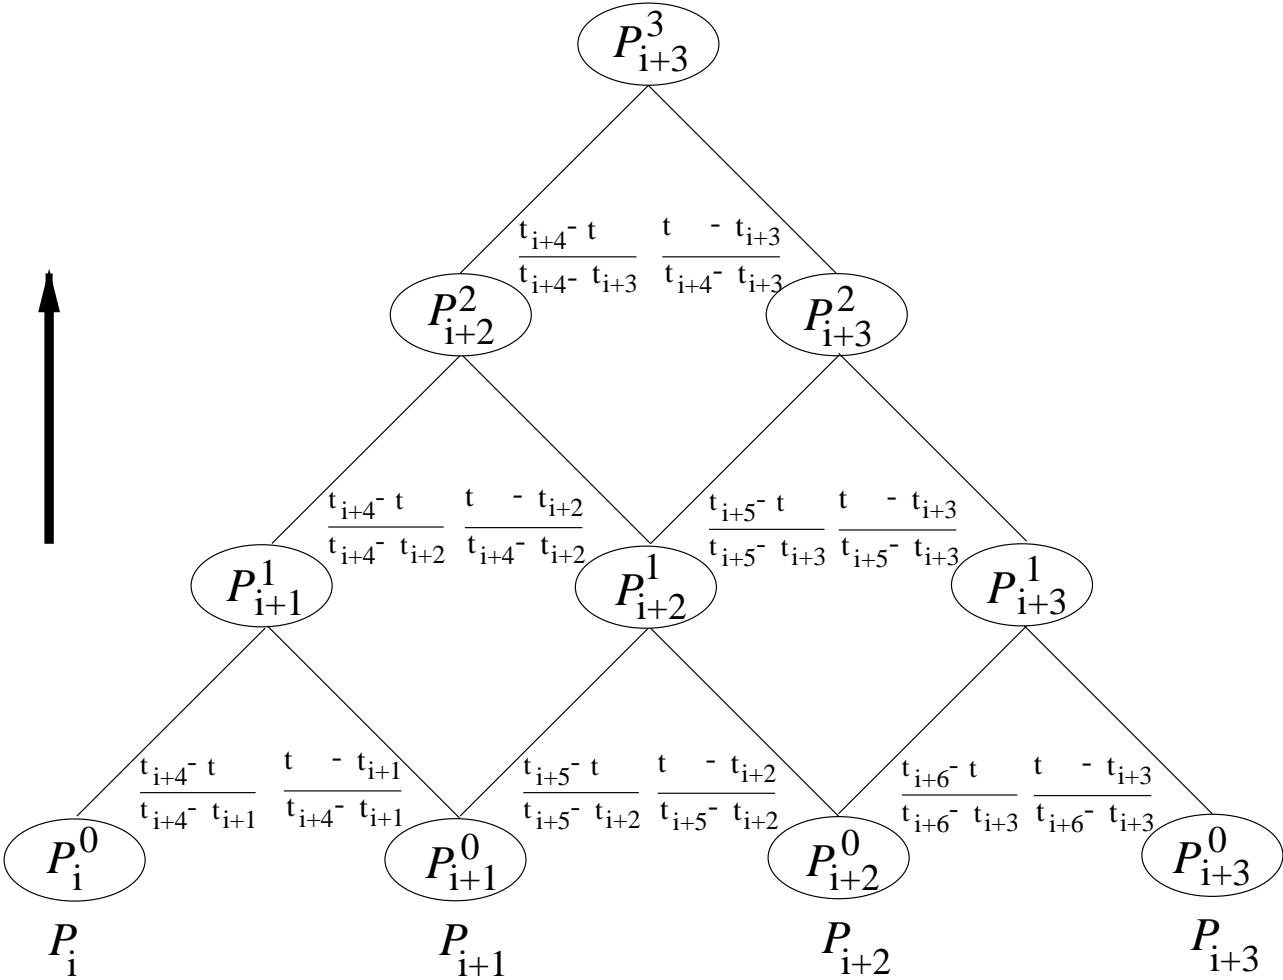 P^3_{i+3}
t_{i+4} - t   t - t_{i+3}
t_{i+4} - t_{i+3}   t_{i+4} - t_{i+3}
P^2_{i+2}   P^2_{i+3}
t_{i+4} - t   t - t_{i+2}   t_{i+5} - t   t - t_{i+3}
t_{i+4} - t_{i+2}   t_{i+4} - t_{i+2}   t_{i+5} - t_{i+3}   t_{i+5} - t_{i+3}
P^1_{i+1}   P^1_{i+2}   P^1_{i+3}
t_{i+4} - t   t - t_{i+1}   t_{i+5} - t   t - t_{i+2}   t_{i+6} - t   t - t_{i+3}
t_{i+4} - t_{i+1}   t_{i+4} - t_{i+1}   t_{i+5} - t_{i+2}   t_{i+5} - t_{i+2}   t_{i+6} - t_{i+3}   t_{i+6} - t_{i+3}
P^0_i   P^0_{i+1}   P^0_{i+2}   P^0_{i+3}
P_i   P_{i+1}   P_{i+2}   P_{i+3}